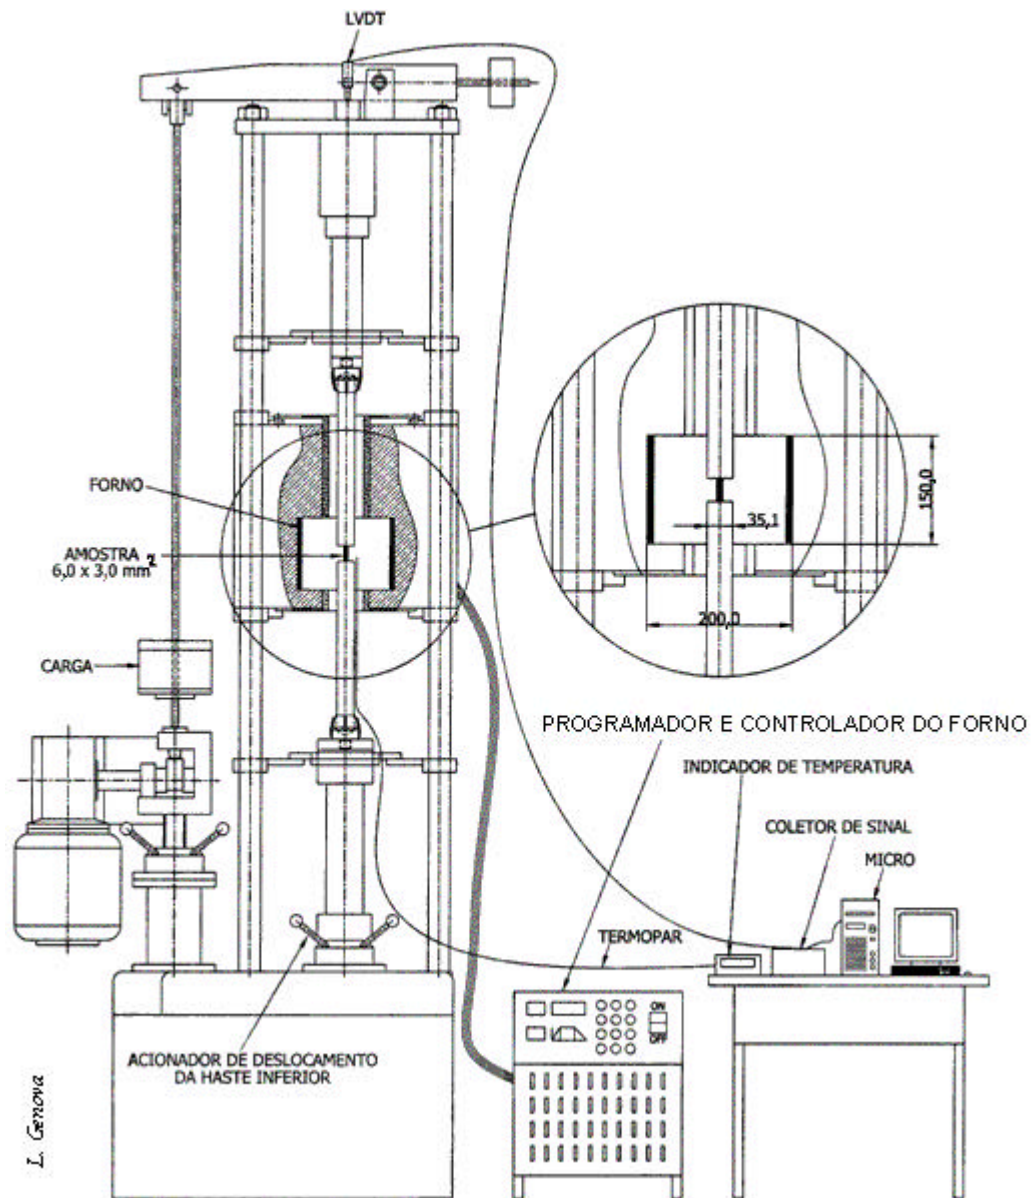 LVDT
FORNO
AMOSTRA
6,0 x 3,0 mm²
35,1
150,0
200,0
CARGA
PROGRAMADOR E CONTROLADOR DO FORNO
INDICADOR DE TEMPERATURA
COLETOR DE SINAL
MICRO
TERMOPAR
ON
OFF
ACIONADOR DE DESLOCAMENTO
DA HASTE INFERIOR
L. Genova